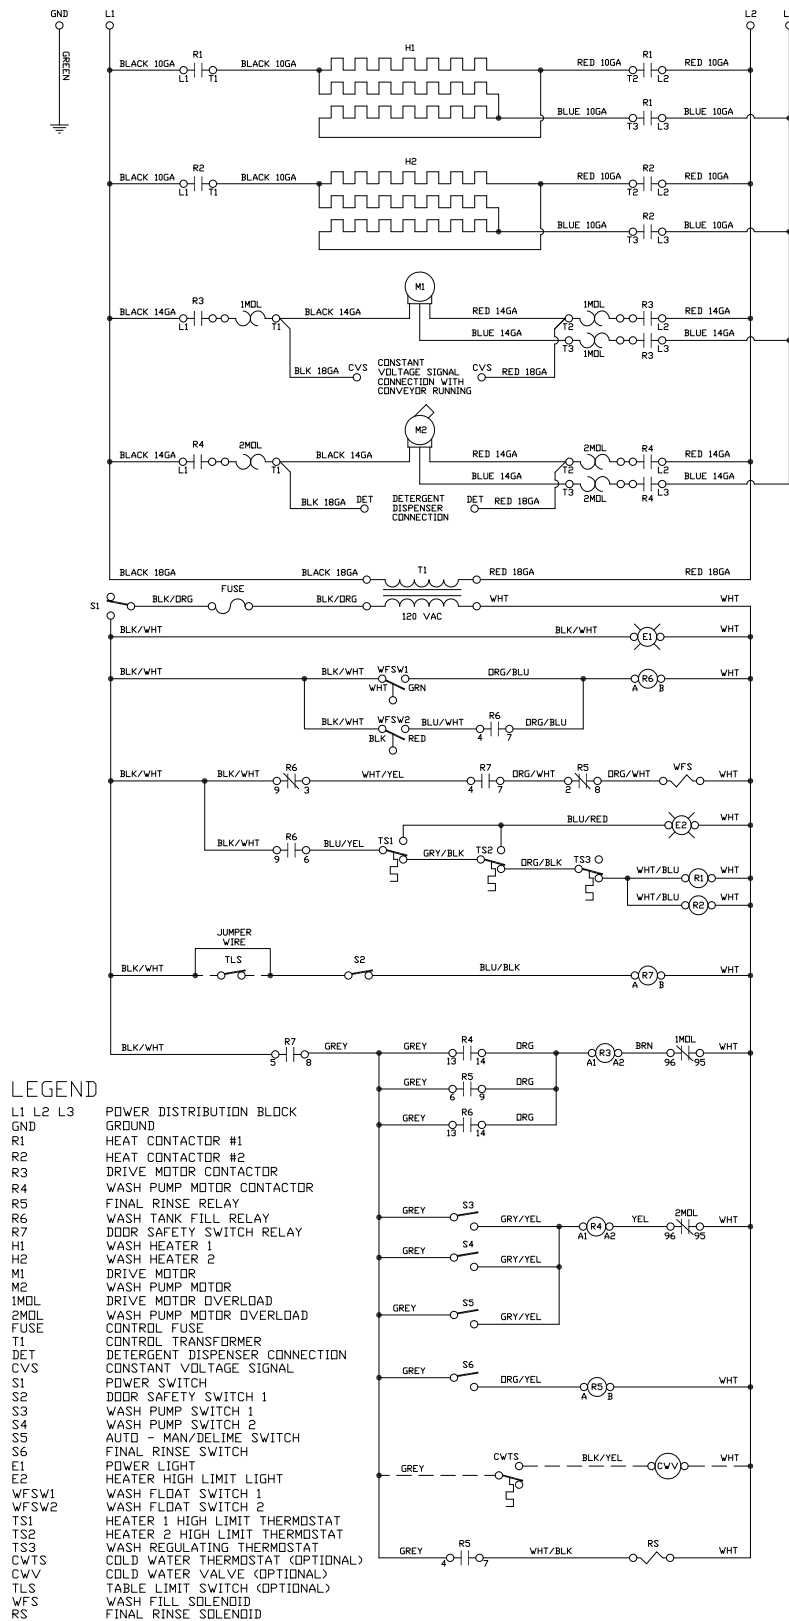 GND L1 L2 L
GREEN
H1
BLACK 10GA R1 BLACK 10GA RED 10GA R1
L1 T1 T2 L2
BLUE 10GA R1
T3 L3
H2
BLACK 10GA R2 BLACK 10GA RED 10GA R2
L1 T1 T2 L2
BLUE 10GA R2 BLUE 10GA
T3 L3
M1
BLACK 14GA R3 1MOL BLACK 14GA RED 14GA 1MOL R3 RED 14GA
L1 T1 T2 L2
BLUE 14GA BLUE 14GA
T3 1MOL R3 L3
BLK 18GA CVS CONSTANT CVS RED 18GA
VOLTAGE SIGNAL
CONNECTION WITH
CONVEYOR RUNNING
M2
BLACK 14GA R4 2MOL BLACK 14GA RED 14GA 2MOL R4 RED 14GA
L1 T1 T2 L2
BLUE 14GA BLUE 14GA
T3 2MOL R4 L3
BLK 18GA DET DETERGENT DET RED 18GA
DISPENSER
CONNECTION
BLACK 18GA BLACK 18GA T1 RED 18GA RED 18GA
S1 BLK/ORG FUSE BLK/ORG WHT WHT
120 VAC
BLK/WHT BLK/WHT E1 WHT
BLK/WHT BLK/WHT WFSW1 ORG/BLU R6 WHT
WHT GRN A B
BLK/WHT WFSW2 BLU/WHT R6 ORG/BLU
BLK RED 4 7
BLK/WHT BLK/WHT R6 WHT/YEL R7 ORG/WHT R5 ORG/WHT WFS WHT
9 3 4 7 2 8
BLU/RED E2 WHT
BLK/WHT R6 BLU/YEL TS1 GRY/BLK TS2 ORG/BLK TS3
9 6
WHT/BLU R1 WHT
WHT/BLU R2 WHT
JUMPER
WIRE
BLK/WHT TLS S2 BLU/BLK R7 WHT
A B
BLK/WHT R7 GREY GREY R4 ORG R3 BRN 1MOL WHT
5 8 13 14 A1 A2 96 95
GREY R5 ORG
6 9
GREY R6 ORG
13 14
GREY S3 GRY/YEL R4 YEL 2MOL WHT
A1 A2 96 95
GREY S4 GRY/YEL
GREY S5 GRY/YEL
GREY S6 ORG/YEL R5 WHT
A B
GREY CWTS BLK/YEL CWV WHT
GREY R5 WHT/BLK RS WHT
4 7
LEGEND
L1 L2 L3 POWER DISTRIBUTION BLOCK
GND GROUND
R1 HEAT CONTACTOR #1
R2 HEAT CONTACTOR #2
R3 DRIVE MOTOR CONTACTOR
R4 WASH PUMP MOTOR CONTACTOR
R5 FINAL RINSE RELAY
R6 WASH TANK FILL RELAY
R7 DOOR SAFETY SWITCH RELAY
H1 WASH HEATER 1
H2 WASH HEATER 2
M1 DRIVE MOTOR
M2 WASH PUMP MOTOR
1MOL DRIVE MOTOR OVERLOAD
2MOL WASH PUMP MOTOR OVERLOAD
FUSE CONTROL FUSE
T1 CONTROL TRANSFORMER
DET DETERGENT DISPENSER CONNECTION
CVS CONSTANT VOLTAGE SIGNAL
S1 POWER SWITCH
S2 DOOR SAFETY SWITCH 1
S3 WASH PUMP SWITCH 1
S4 WASH PUMP SWITCH 2
S5 AUTO - MAN/DELIME SWITCH
S6 FINAL RINSE SWITCH
E1 POWER LIGHT
E2 HEATER HIGH LIMIT LIGHT
WFSW1 WASH FLOAT SWITCH 1
WFSW2 WASH FLOAT SWITCH 2
TS1 HEATER 1 HIGH LIMIT THERMOSTAT
TS2 HEATER 2 HIGH LIMIT THERMOSTAT
TS3 WASH REGULATING THERMOSTAT
CWTS COLD WATER THERMOSTAT (OPTIONAL)
CWV COLD WATER VALVE (OPTIONAL)
TLS TABLE LIMIT SWITCH (OPTIONAL)
WFS WASH FILL SOLENOID
RS FINAL RINSE SOLENOID